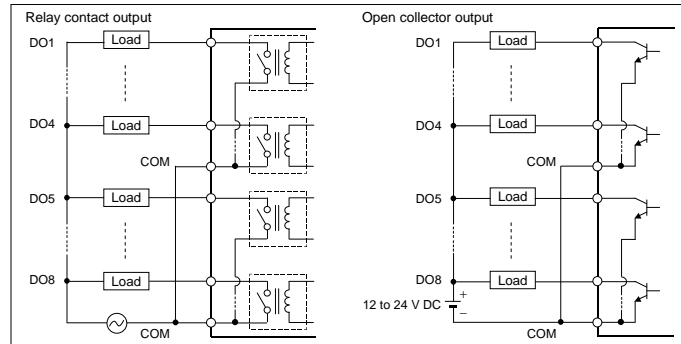 Relay contact output
DO1
Load
DO4
Load
COM
DO5
Load
DO8
Load
COM
Open collector output
DO1
Load
DO4
Load
COM
DO5
Load
DO8
Load
+
12 to 24 V DC
−
COM